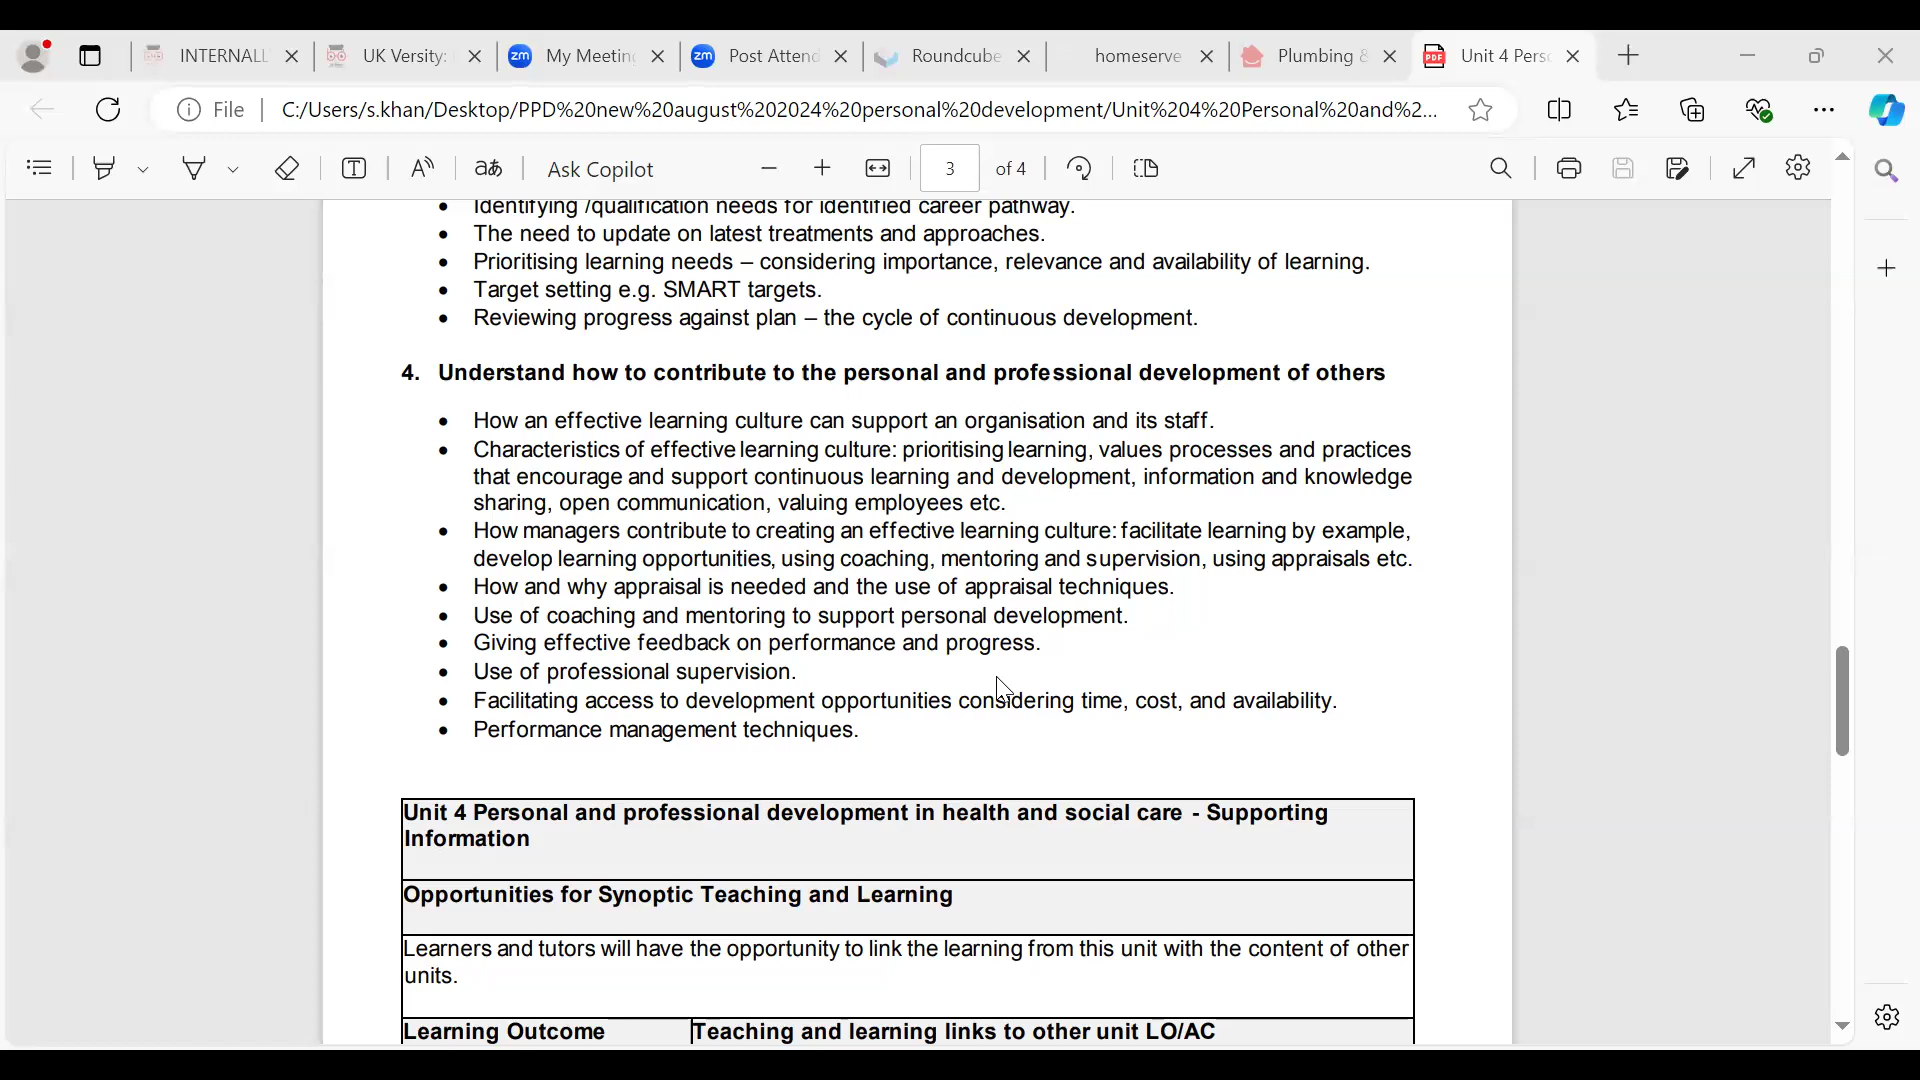 INTERNALL
UK Versity:
zm My Meetin
zm Post Attend
Roundcube
homeserve
Plumbing &
PDF Unit 4 Pers
File
C:/Users/s.khan/Desktop/PPD%20new%20august%202024%20personal%20development/Unit%204%20Personal%20and%2...
Ask Copilot
3 of 4
• Identifying /qualification needs for identified career pathway.
• The need to update on latest treatments and approaches.
• Prioritising learning needs – considering importance, relevance and availability of learning.
• Target setting e.g. SMART targets.
• Reviewing progress against plan – the cycle of continuous development.
4. Understand how to contribute to the personal and professional development of others
• How an effective learning culture can support an organisation and its staff.
• Characteristics of effective learning culture: prioritising learning, values processes and practices
that encourage and support continuous learning and development, information and knowledge
sharing, open communication, valuing employees etc.
• How managers contribute to creating an effective learning culture: facilitate learning by example,
develop learning opportunities, using coaching, mentoring and supervision, using appraisals etc.
• How and why appraisal is needed and the use of appraisal techniques.
• Use of coaching and mentoring to support personal development.
• Giving effective feedback on performance and progress.
• Use of professional supervision.
• Facilitating access to development opportunities considering time, cost, and availability.
• Performance management techniques.
Unit 4 Personal and professional development in health and social care - Supporting
Information
Opportunities for Synoptic Teaching and Learning
Learners and tutors will have the opportunity to link the learning from this unit with the content of other
units.
Learning Outcome
Teaching and learning links to other unit LO/AC